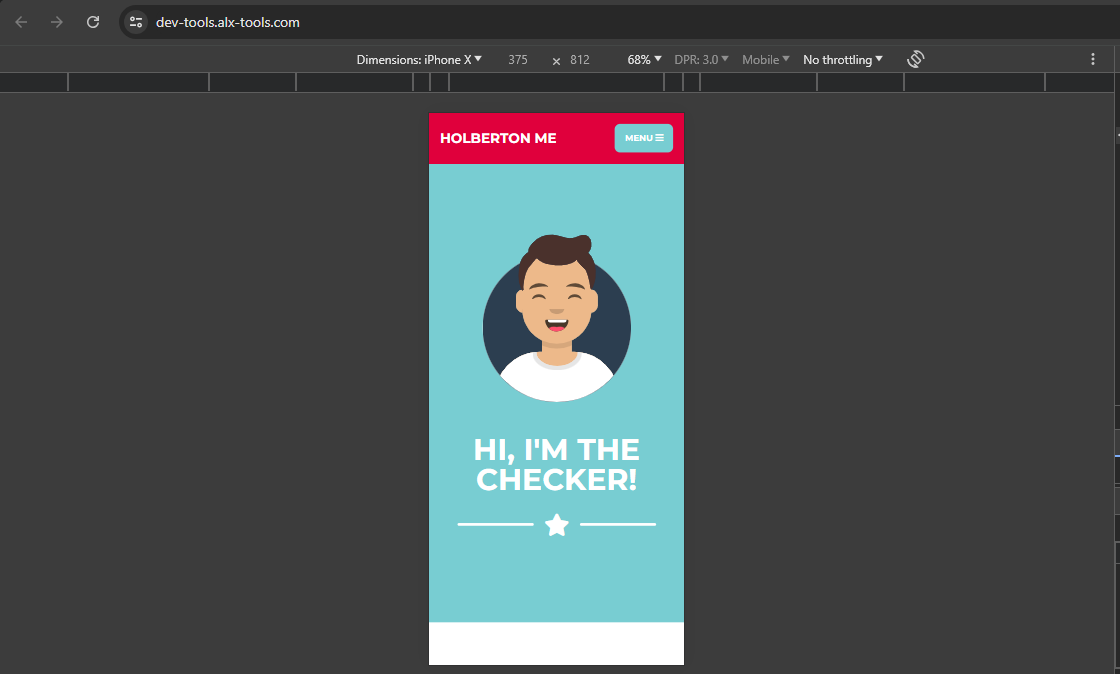 dev-tools.alx-tools.com
Dimensions: iPhone X 375 × 812 68% DPR: 3.0 Mobile No throttling
HOLBERTON ME
MENU
HI, I'M THE
CHECKER!